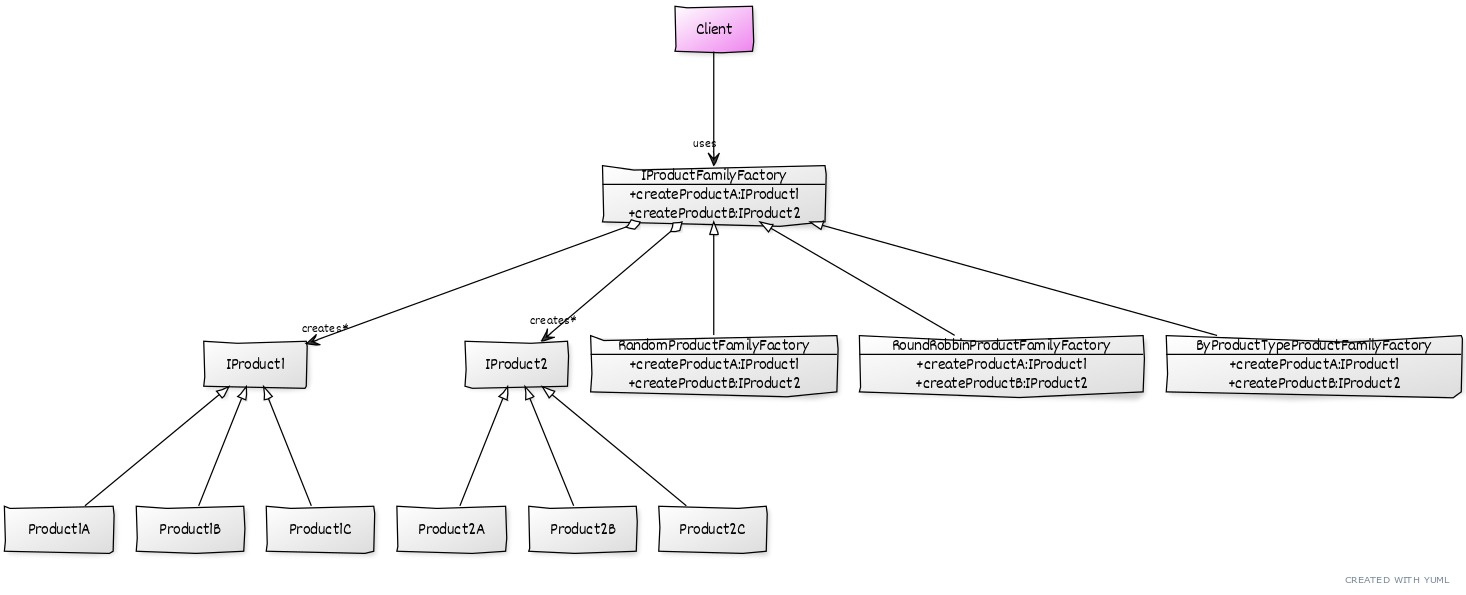 Client
uses
IProductFamilyFactory
+createProductA:IProduct1
+createProductB:IProduct2
creates*
creates*
IProduct1
IProduct2
RandomProductFamilyFactory
+createProductA:IProduct1
+createProductB:IProduct2
RoundRobbinProductFamilyFactory
+createProductA:IProduct1
+createProductB:IProduct2
ByProductTypeProductFamilyFactory
+createProductA:IProduct1
+createProductB:IProduct2
Product1A
Product1B
Product1C
Product2A
Product2B
Product2C
CREATED WITH YUML